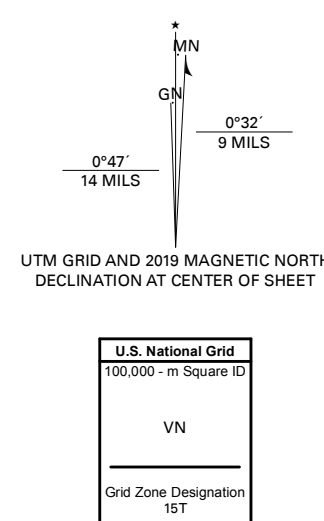 ★
MN
GN
0°32´
9 MILS
0°47´
14 MILS
UTM GRID AND 2019 MAGNETIC NORTH
DECLINATION AT CENTER OF SHEET
U.S. National Grid
100,000 - m Square ID
VN
Grid Zone Designation
15T